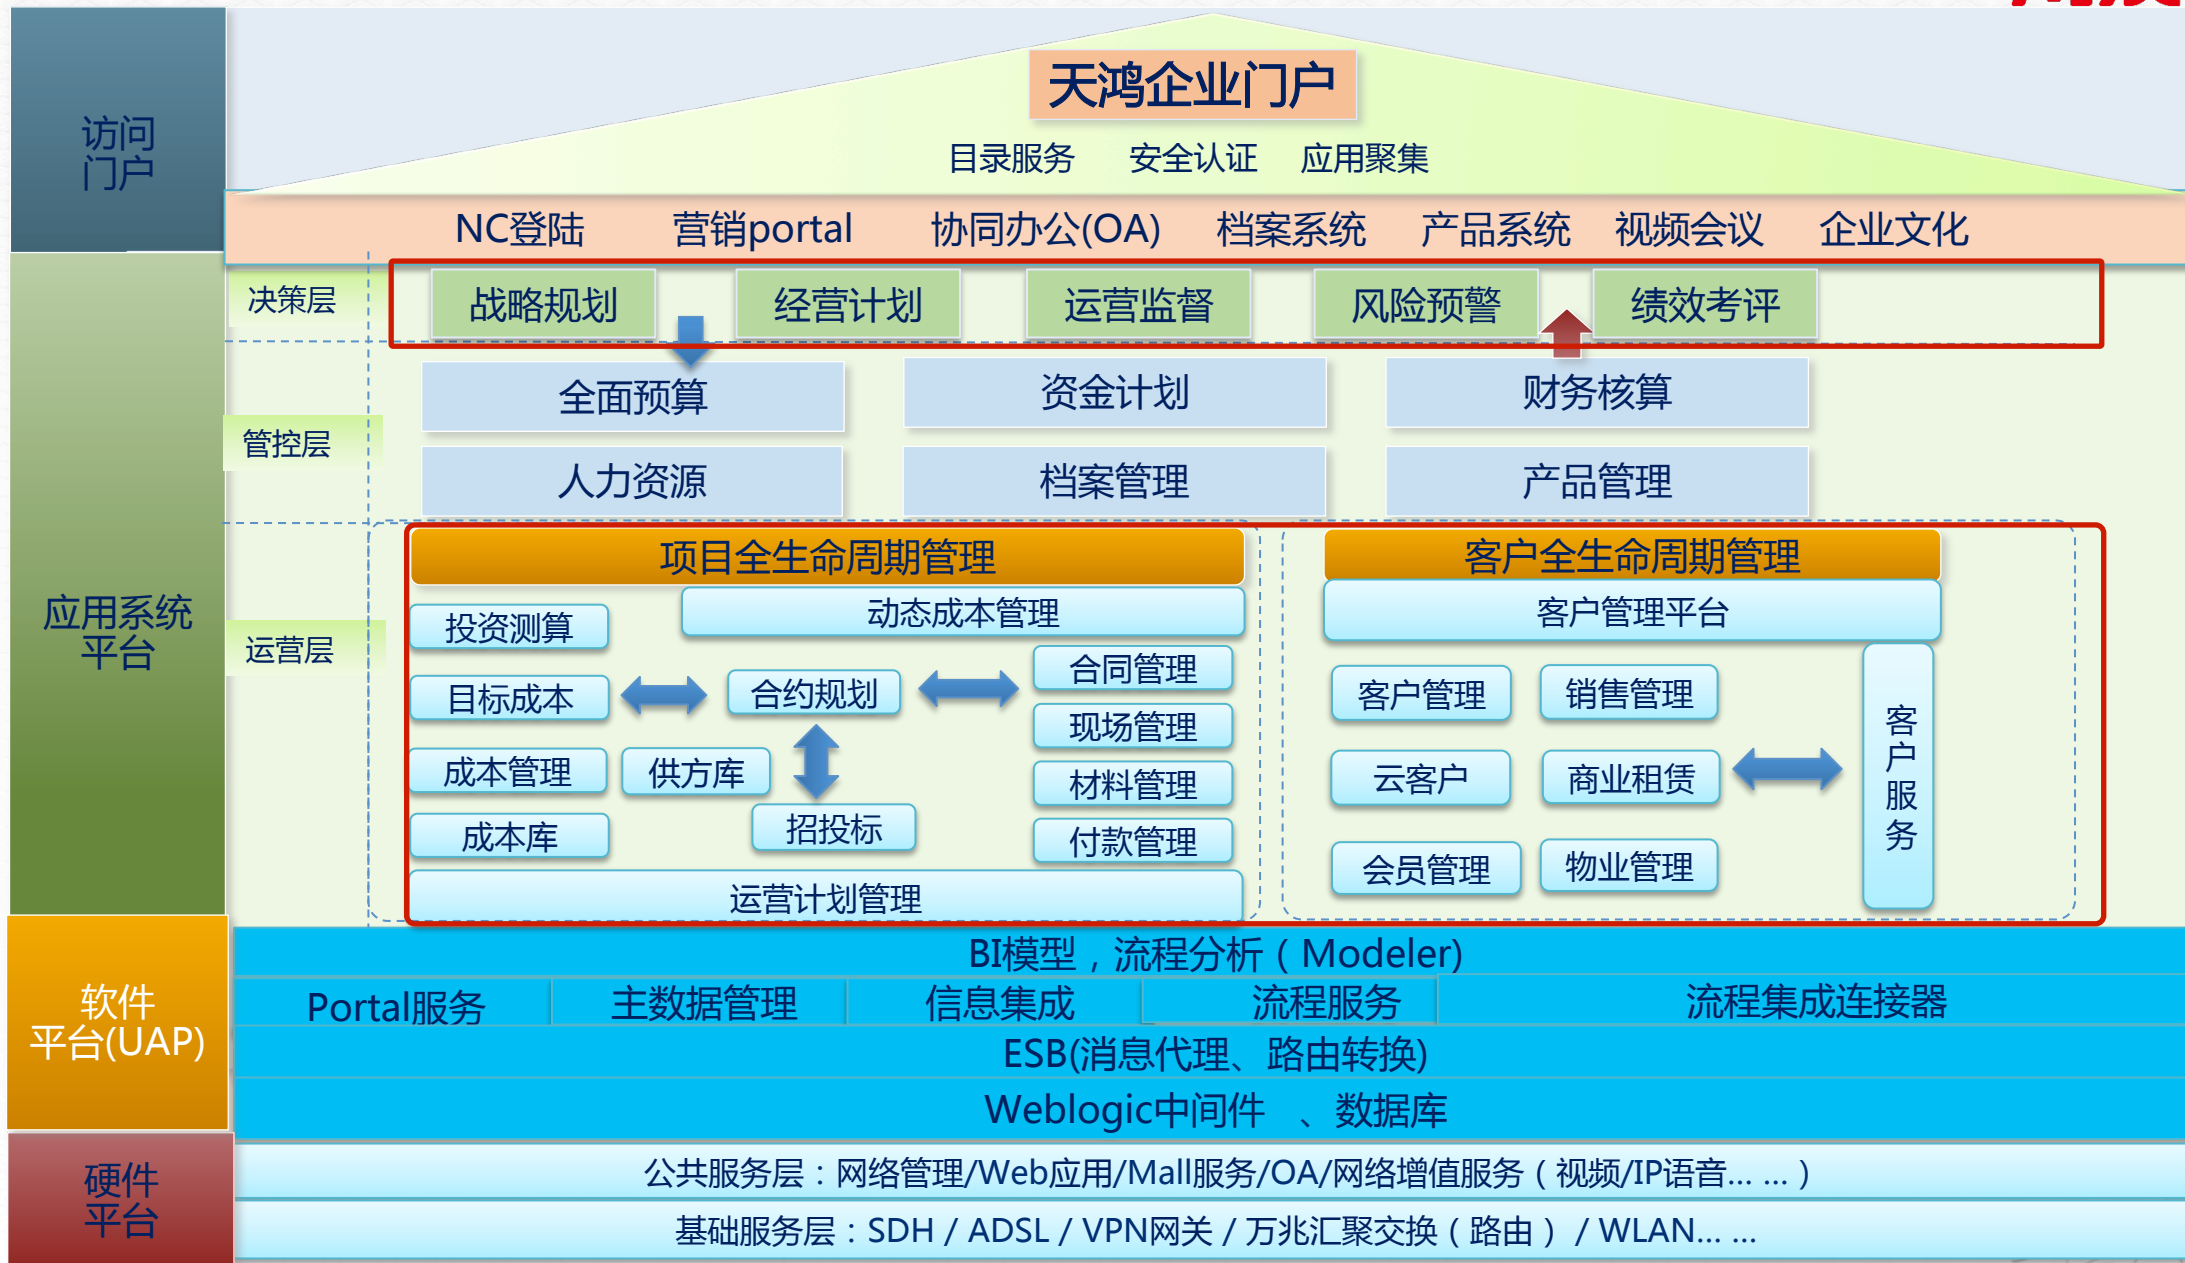 天鸿企业门户
目录服务 安全认证 应用聚集
访问
门户
NC登陆 营销portal 协同办公(OA) 档案系统 产品系统 视频会议 企业文化
决策层
战略规划 经营计划 运营监督 风险预警 绩效考评
管控层
全面预算 资金计划 财务核算
人力资源 档案管理 产品管理
应用系统
平台
运营层
项目全生命周期管理
投资测算
动态成本管理
目标成本
合约规划
合同管理
现场管理
成本管理
供方库
材料管理
成本库
招投标
付款管理
运营计划管理
客户全生命周期管理
客户管理平台
客户管理 销售管理
云客户 商业租赁
会员管理 物业管理
客
户
服
务
软件
平台(UAP)
BI模型，流程分析（Modeler)
Portal服务 主数据管理 信息集成 流程服务 流程集成连接器
ESB(消息代理、路由转换)
Weblogic中间件 、数据库
硬件
平台
公共服务层：网络管理/Web应用/Mall服务/OA/网络增值服务（视频/IP语音... ...）
基础服务层：SDH / ADSL / VPN网关 / 万兆汇聚交换（路由） / WLAN... ...